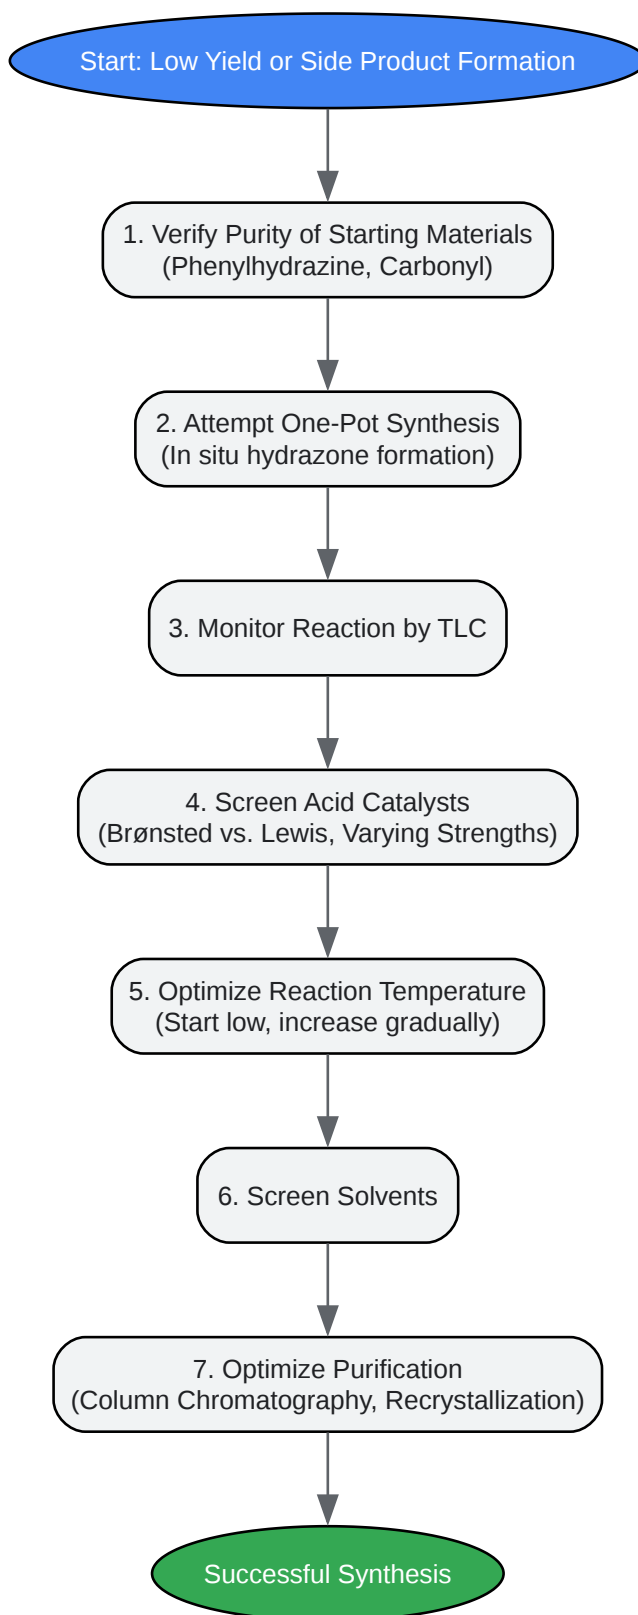 Start: Low Yield or Side Product Formation
1. Verify Purity of Starting Materials
(Phenylhydrazine, Carbonyl)
2. Attempt One-Pot Synthesis
(In situ hydrazone formation)
3. Monitor Reaction by TLC
4. Screen Acid Catalysts
(Brønsted vs. Lewis, Varying Strengths)
5. Optimize Reaction Temperature
(Start low, increase gradually)
6. Screen Solvents
7. Optimize Purification
(Column Chromatography, Recrystallization)
Successful Synthesis